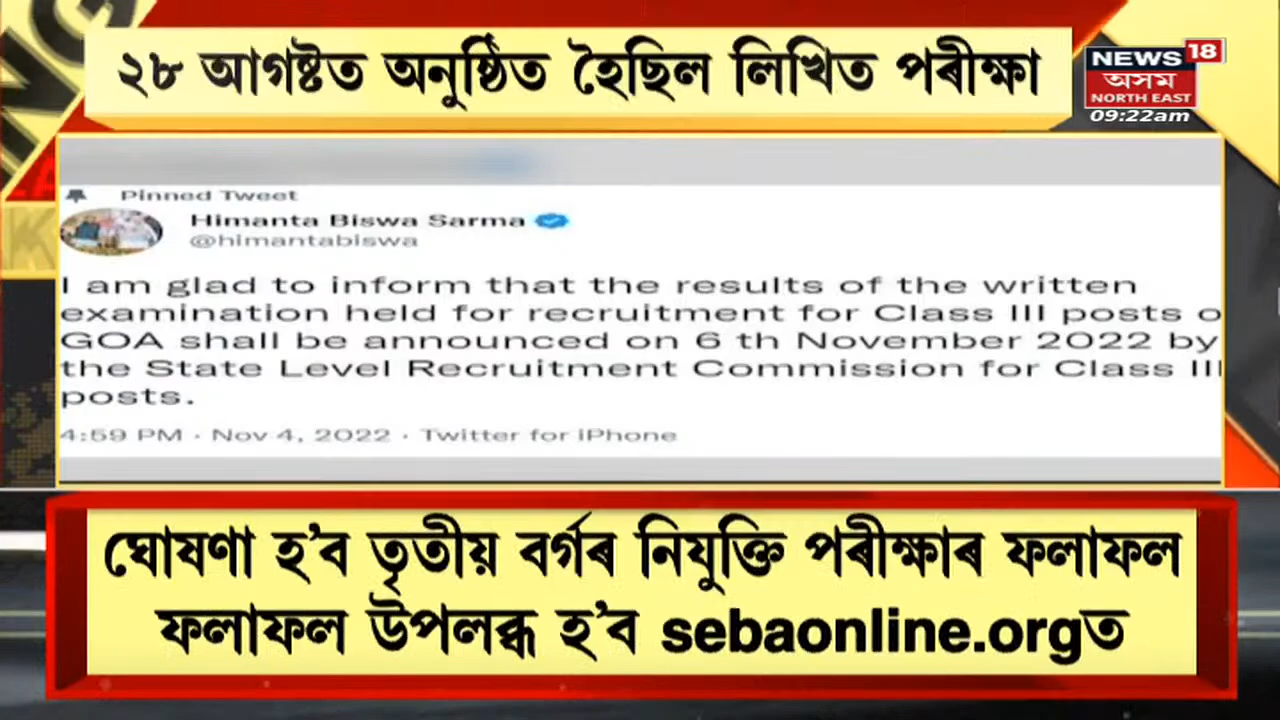 ২৮ আগষ্টত অনুষ্ঠিত হৈছিল লিখিত পৰীক্ষা
NEWS 18
অসম
NORTH EAST
09:22am
Pinned Tweet
Himanta Biswa Sarma
@himantabiswa
I am glad to inform that the results of the written
examination held for recruitment for Class III posts o
GOA shall be announced on 6 th November 2022 by
the State Level Recruitment Commission for Class III
posts.
4:59 PM · Nov 4, 2022 · Twitter for iPhone
ঘোষণা হ'ব তৃতীয় বৰ্গৰ নিযুক্তি পৰীক্ষাৰ ফলাফল
ফলাফল উপলব্ধ হ'ব sebaonline.orgত